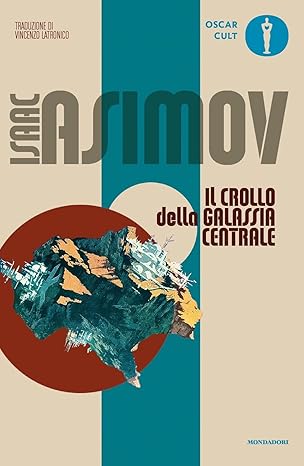 TRADUZIONE DI
VINCENZO LATRONICO
OSCAR
CULT
ISAAC
ASIMOV
IL CROLLO
della GALASSIA
CENTRALE
MONDADORI